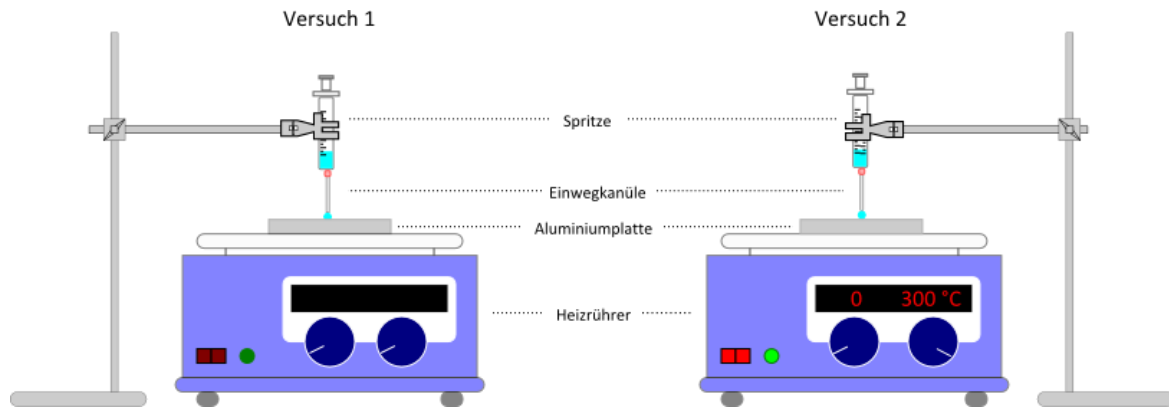 Versuch 1
Versuch 2
Spritze
Einwegkanüle
Aluminiumplatte
0 300 °C
Heizrührer